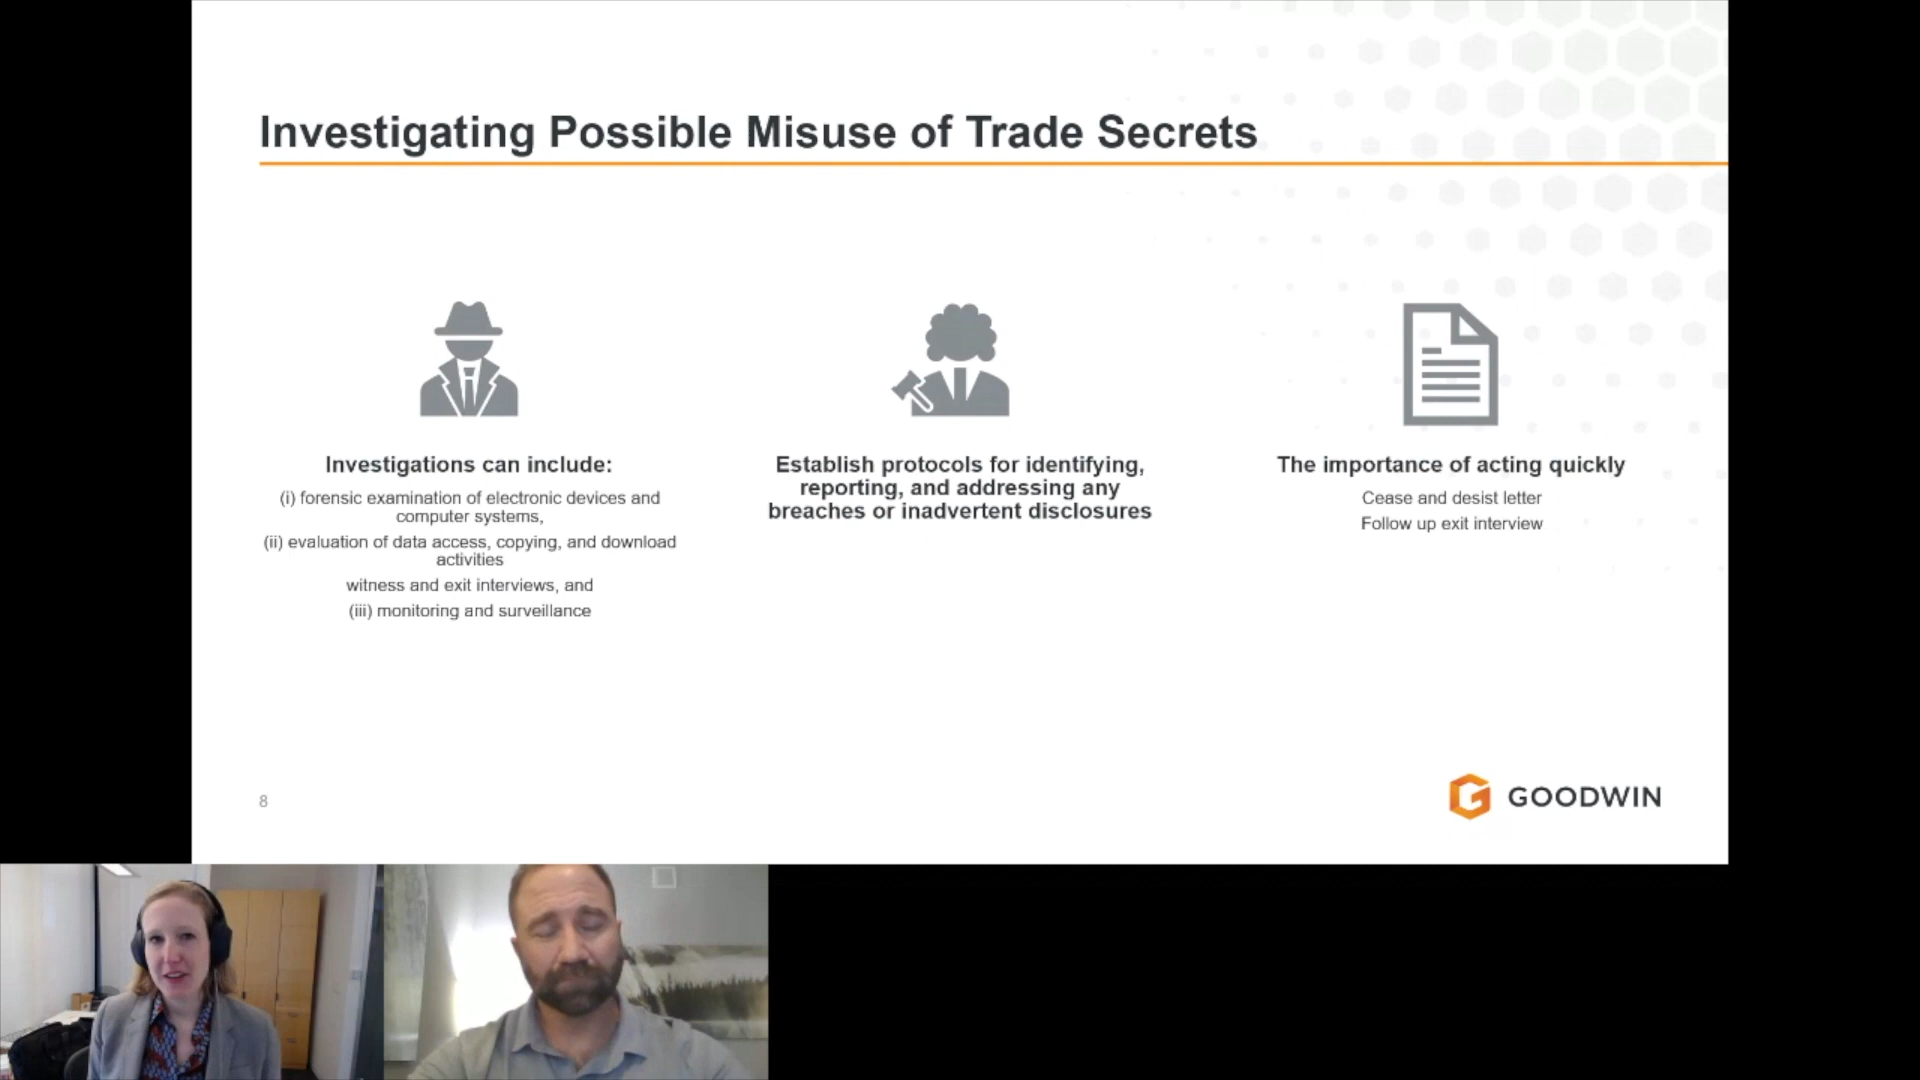 Investigating Possible Misuse of Trade Secrets
Investigations can include:
(i) forensic examination of electronic devices and
computer systems,
(ii) evaluation of data access, copying, and download
activities
witness and exit interviews, and
(iii) monitoring and surveillance
Establish protocols for identifying,
reporting, and addressing any
breaches or inadvertent disclosures
The importance of acting quickly
Cease and desist letter
Follow up exit interview
8
GOODWIN